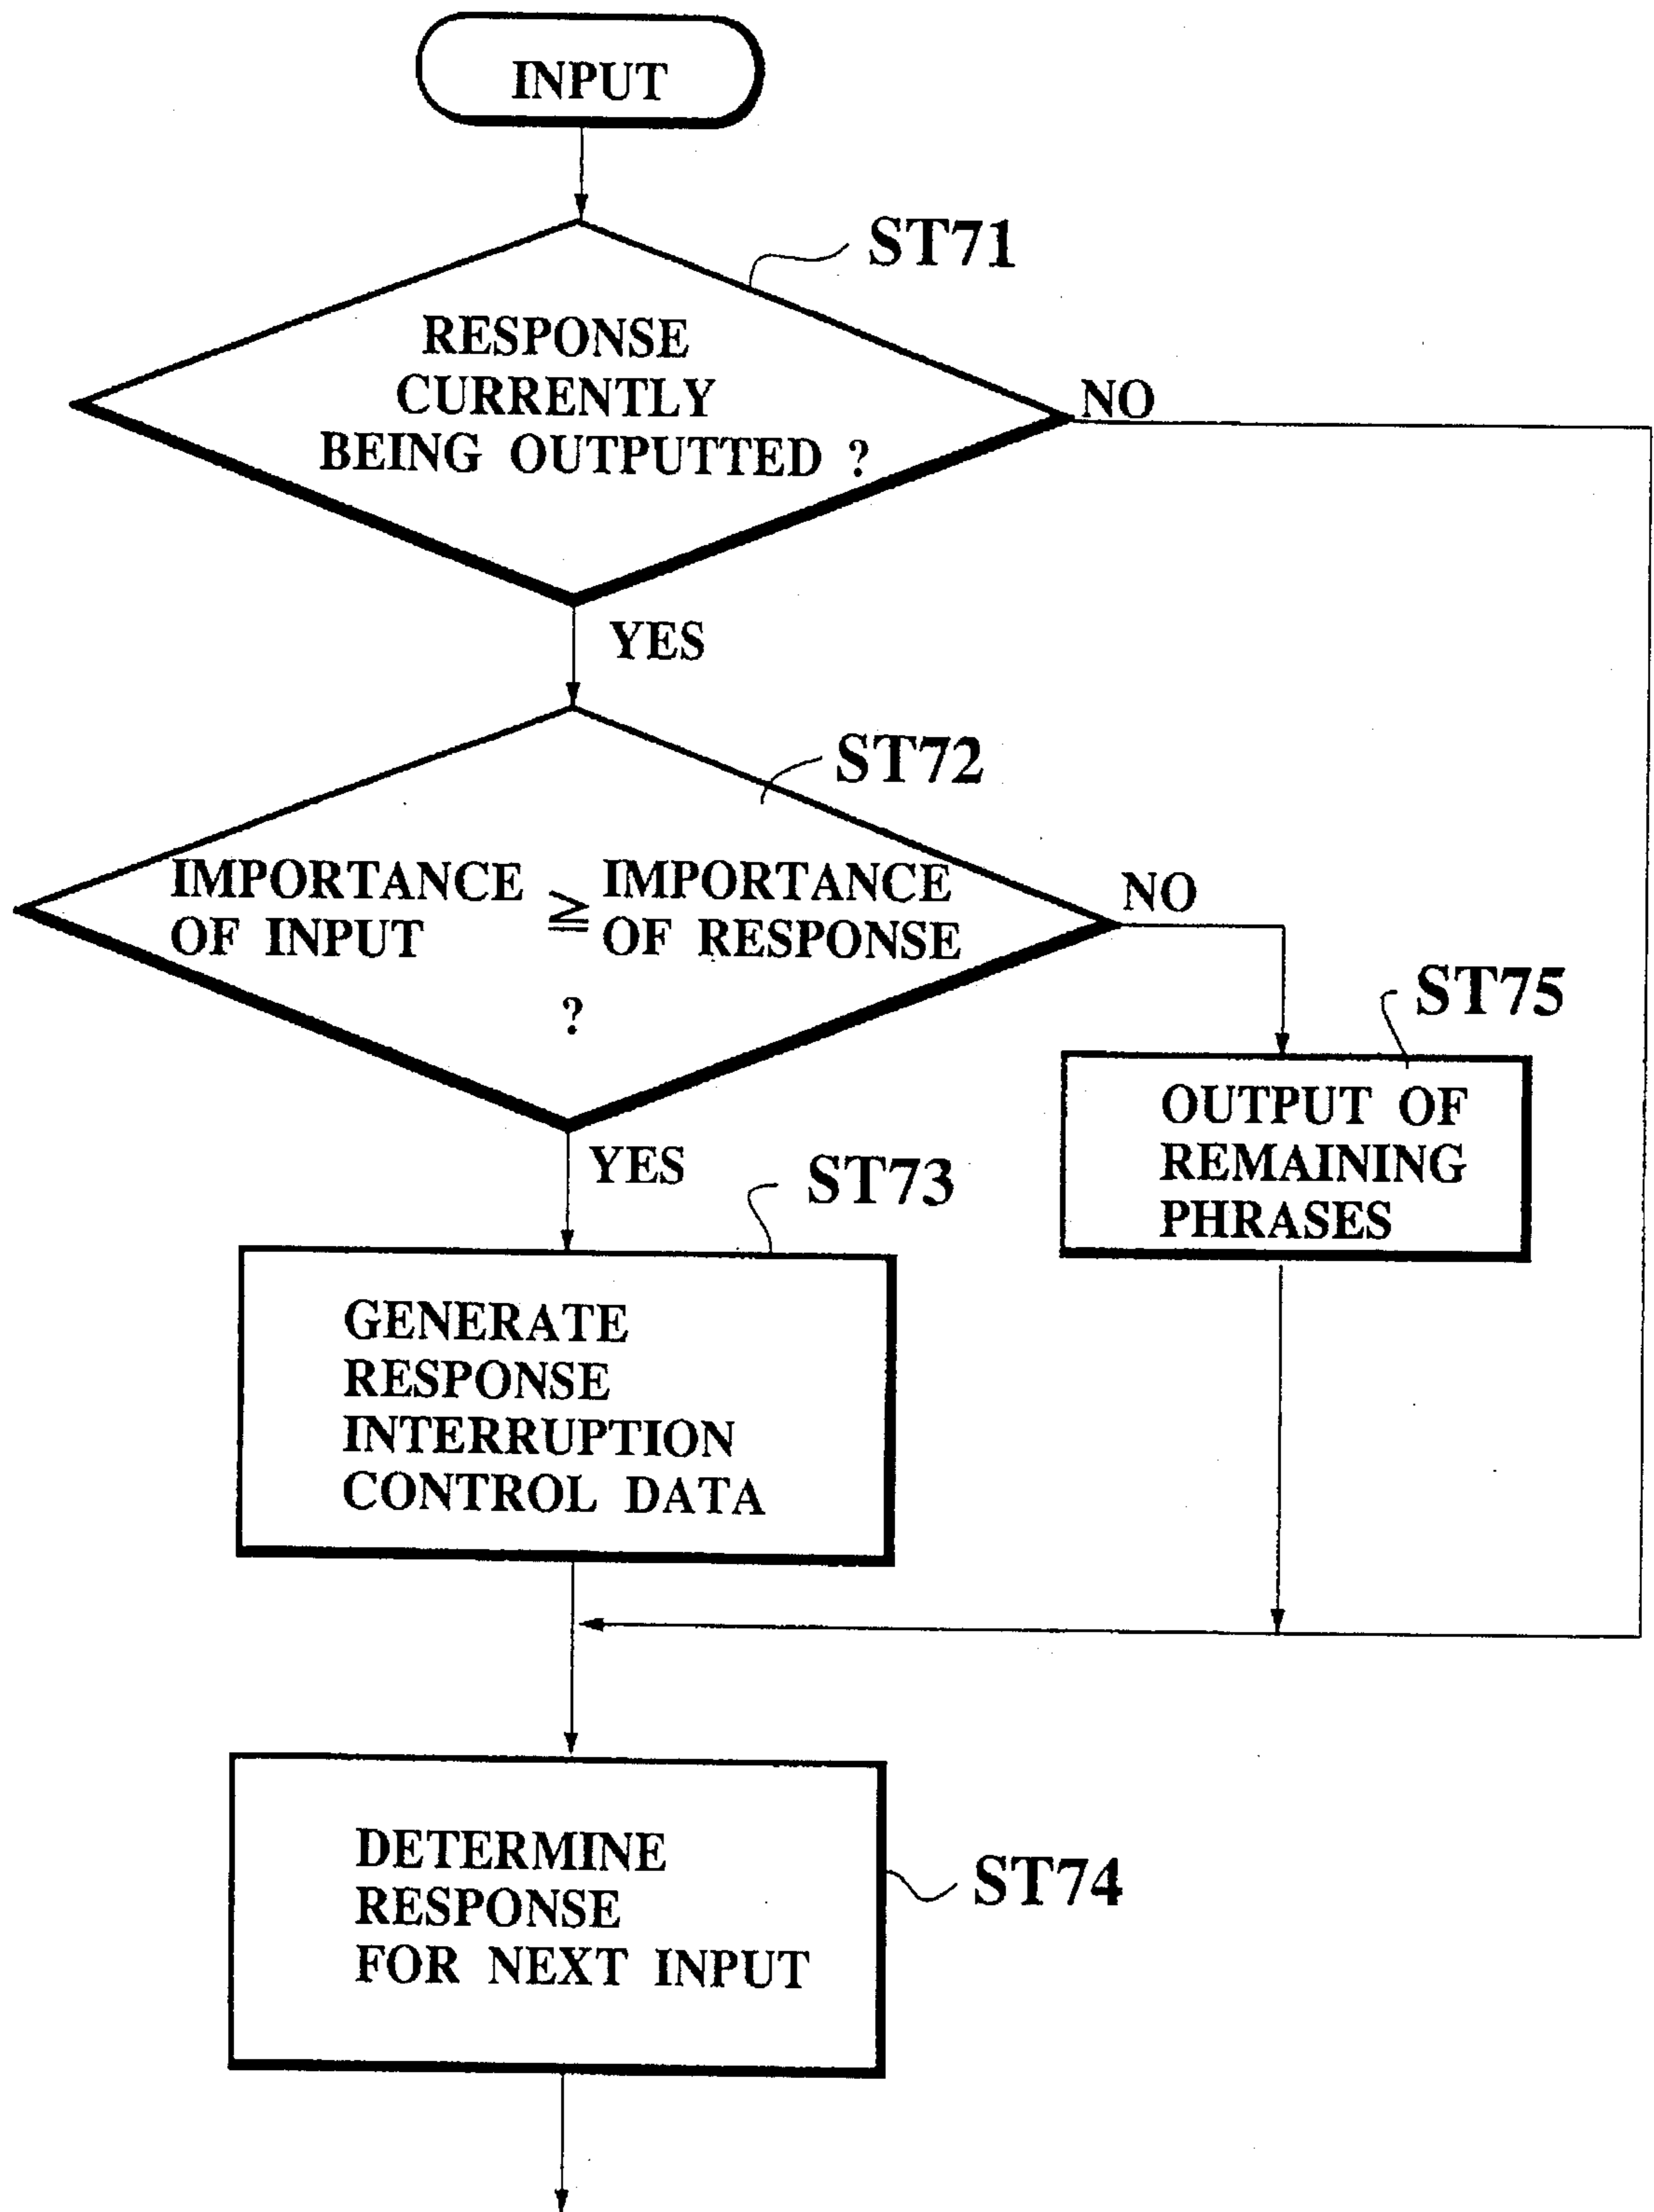 INPUT
ST71
RESPONSE
CURRENTLY
BEING OUTPUTTED ?
NO
YES
ST72
IMPORTANCE
OF INPUT
≧
IMPORTANCE
OF RESPONSE
?
NO
ST75
OUTPUT OF
REMAINING
PHRASES
YES
ST73
GENERATE
RESPONSE
INTERRUPTION
CONTROL DATA
DETERMINE
RESPONSE
FOR NEXT INPUT
ST74